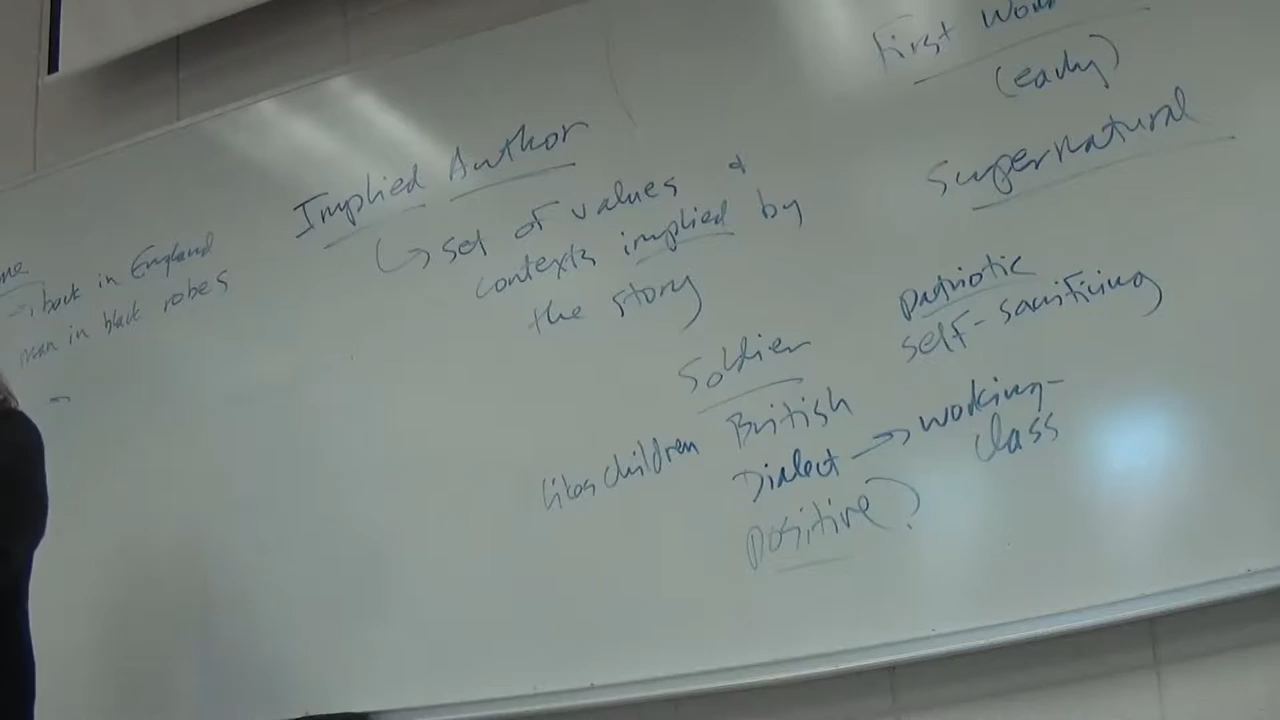 First
(early)
Supernatural
Implied Author
↳ set of values &
contexts implied by
the story
→ back in England
man in black robes
→
Soldier
British
likes children
Dialect → working-
class
positive?
patriotic
self-sacrificing